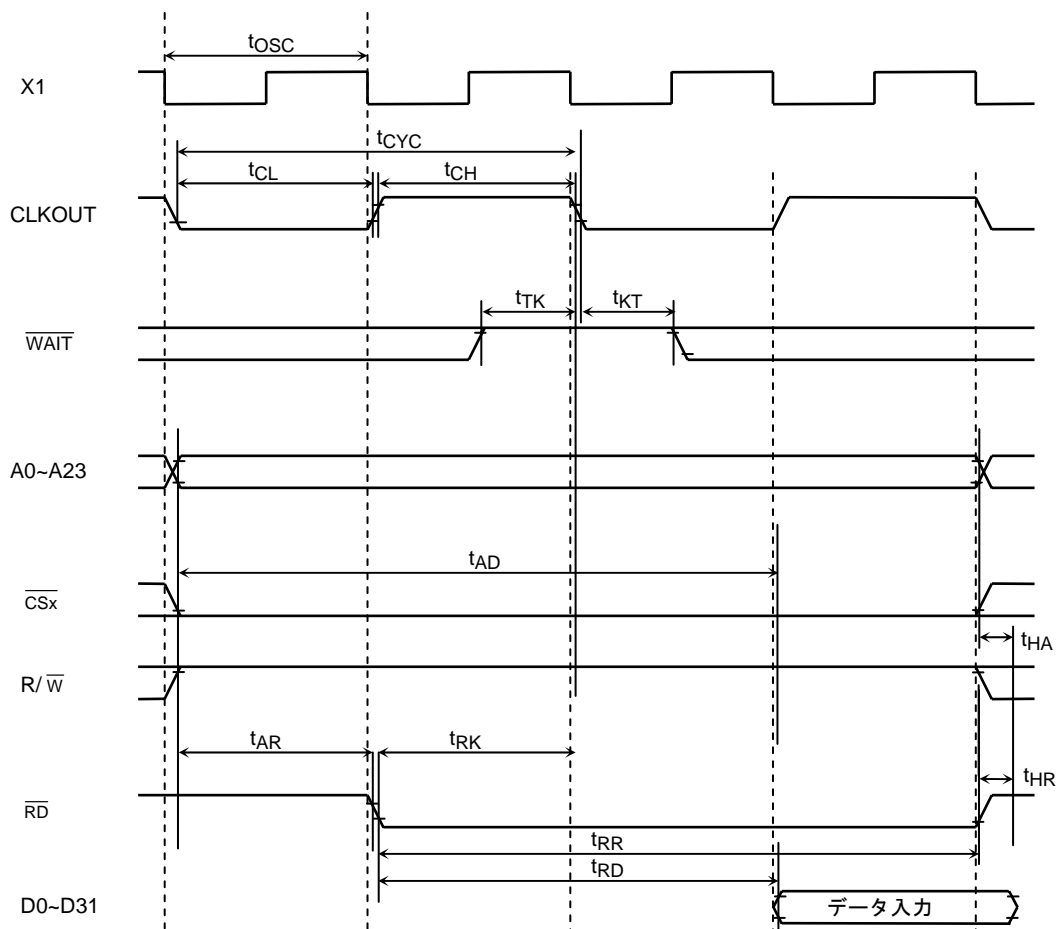 tOSC
X1
tCYC
tCL tCH
CLKOUT
tTK tKT
WAIT
A0~A23
tAD
CSx
tHA
R/ W
tAR tRK
tHR
RD
tRR
tRD
D0~D31 データ入力